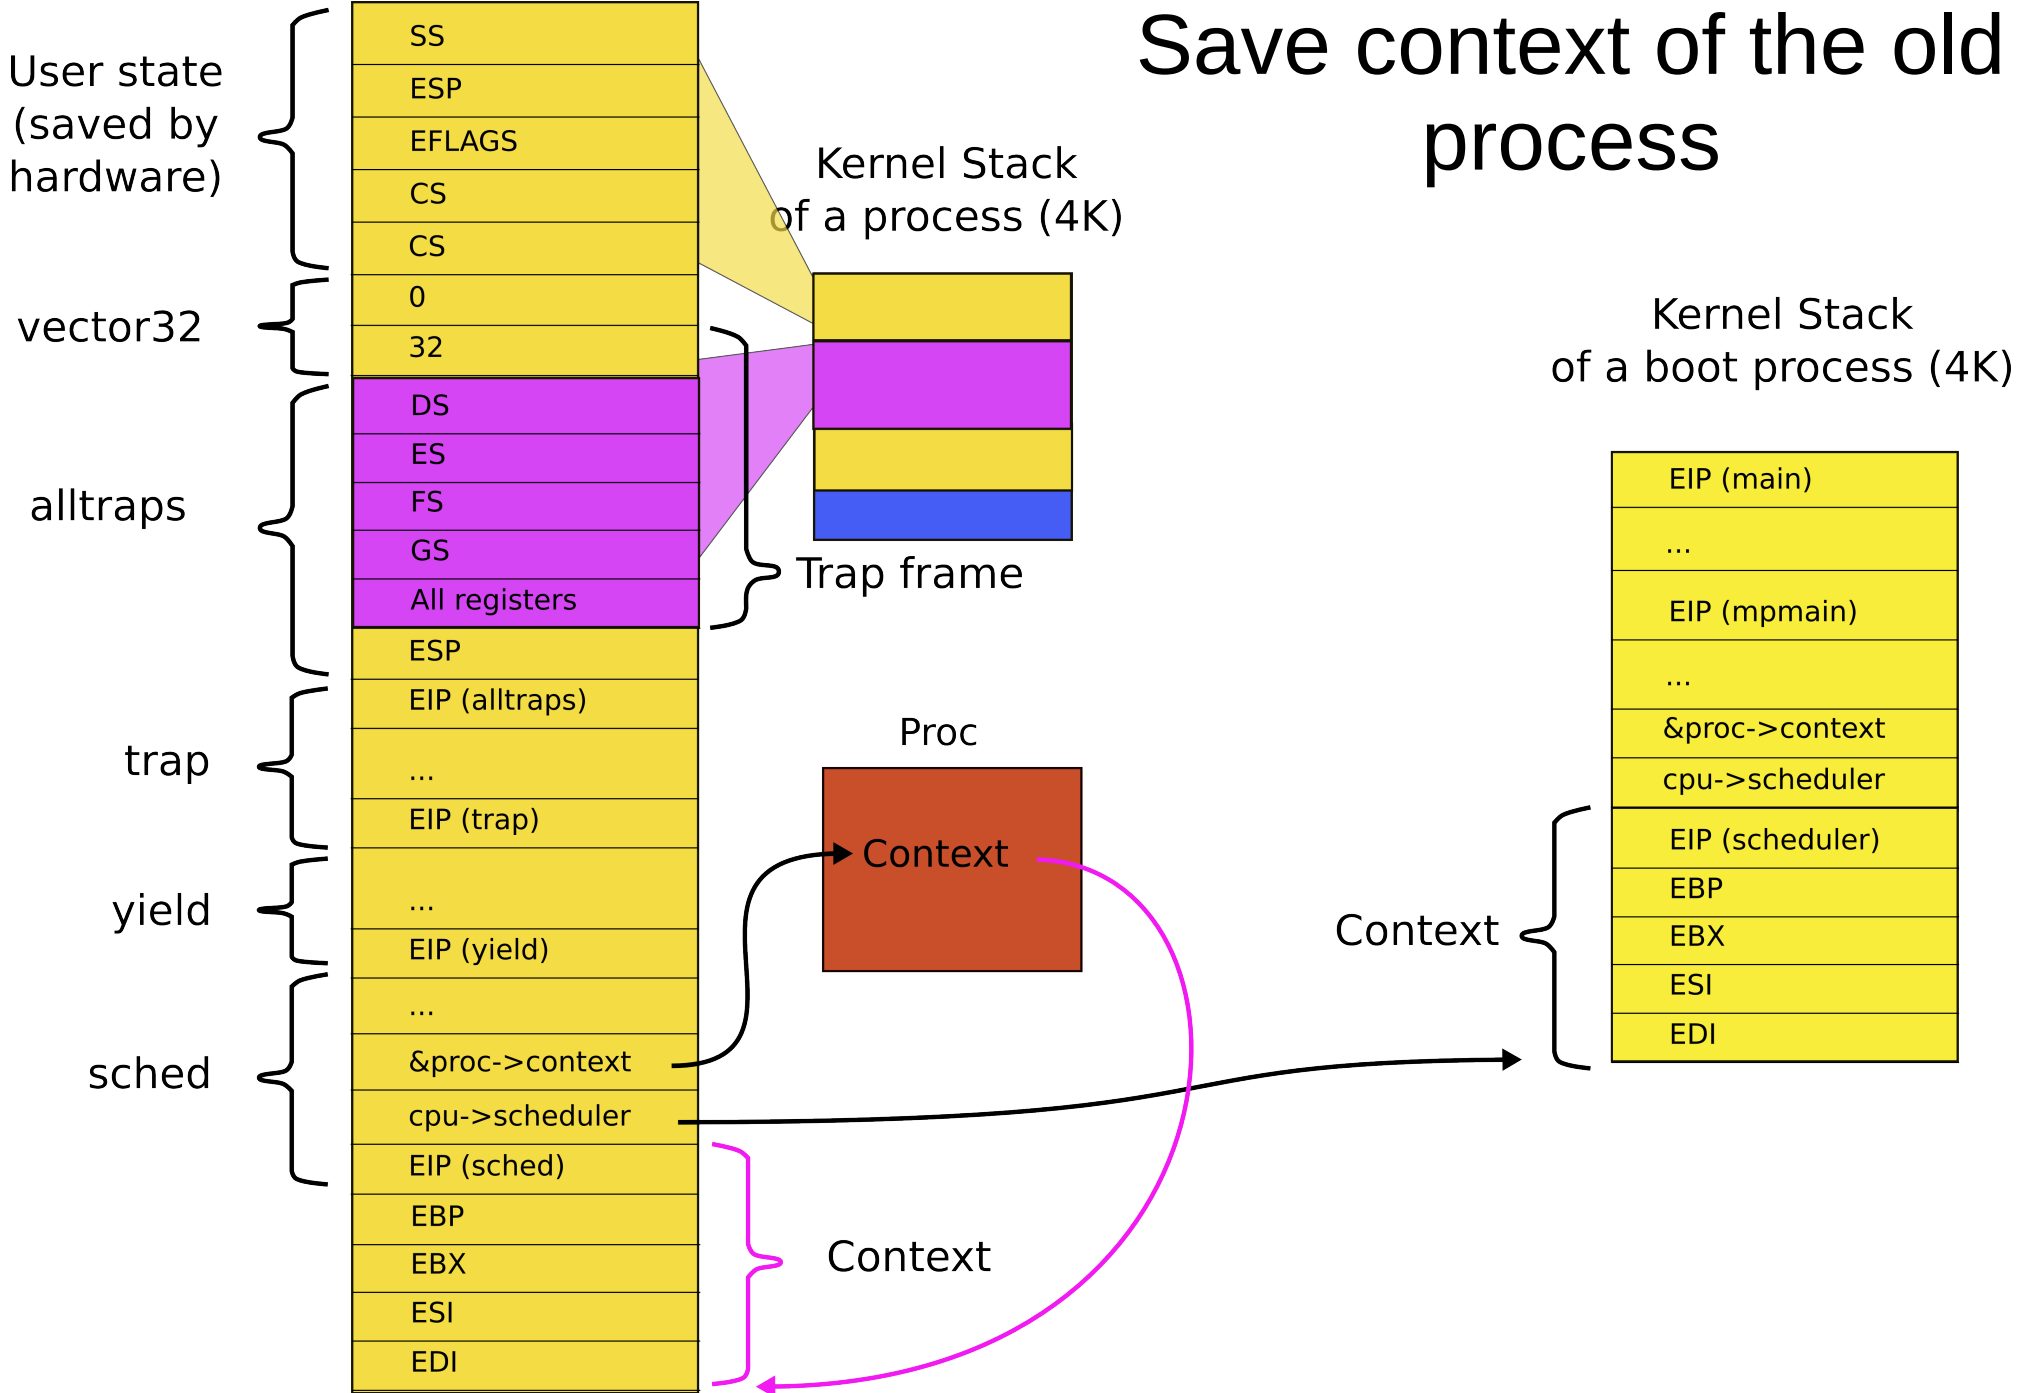 Save context of the old
process
User state
(saved by
hardware)
vector32
alltraps
trap
yield
sched
SS
ESP
EFLAGS
CS
CS
0
32
DS
ES
FS
GS
All registers
ESP
EIP (alltraps)
...
EIP (trap)
...
EIP (yield)
...
&proc->context
cpu->scheduler
EIP (sched)
EBP
EBX
ESI
EDI
Kernel Stack
of a process (4K)
Trap frame
Proc
Context
Context
Kernel Stack
of a boot process (4K)
EIP (main)
...
EIP (mpmain)
...
&proc->context
cpu->scheduler
Context
EIP (scheduler)
EBP
EBX
ESI
EDI